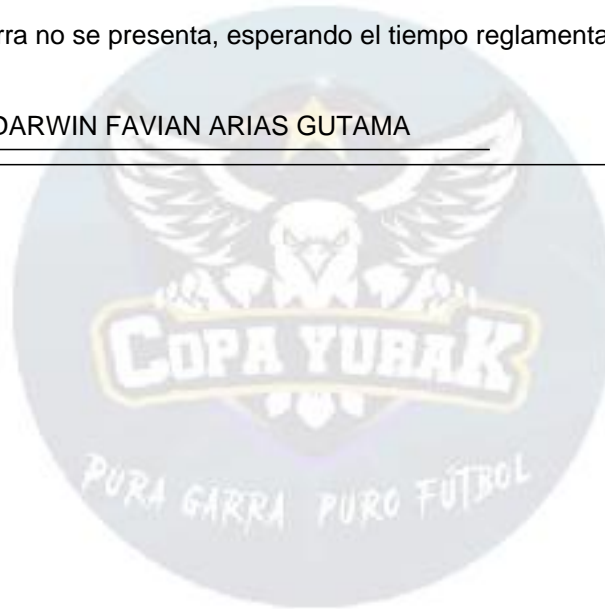 rra no se presenta, esperando el tiempo reglamenta
DARWIN FAVIAN ARIAS GUTAMA
COPA YURAK
PURA GARRA PURO FÚTBOL